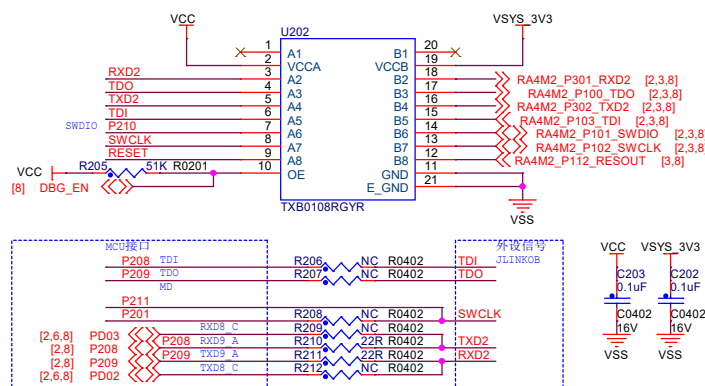 U202
VCC VSYS_3V3
1 A1 B1 20
2 VCCA VCCB 19
RXD2 3 A2 B2 18 RA4M2_P301_RXD2 [2,3,8]
TDO 4 A3 B3 17 RA4M2_P100_TDO [2,3,8]
TXD2 5 A4 B4 16 RA4M2_P302_TXD2 [2,3,8]
TDI 6 A5 B5 15 RA4M2_P103_TDI [2,3,8]
SWDIO P210 7 A6 B6 14 RA4M2_P101_SWDIO [2,3,8]
SWCLK 8 A7 B7 13 RA4M2_P102_SWCLK [2,3,8]
RESET 9 A8 B8 12 RA4M2_P112_RESOUT [3,8]
VCC R205 51K R0201 10 OE GND 11
[8] DBG_EN E_GND 21
TXB0108RGYR
VSS
MCU接口 外设信号
P208 TDI R206 NC R0402 TDI JLINKOB
P209 TDO R207 NC R0402 TDO
MD
P211
P201 R208 NC R0402 SWCLK
[2,6,8] PD03 RXD8_C R209 NC R0402
[2,8] P208 P208 RXD9_A R210 22R R0402 TXD2
[2,8] P209 P209 TXD9_A R211 22R R0402 RXD2
[2,6,8] PD02 TXD8_C R212 NC R0402
VCC VSYS_3V3
C203 C202
0.1uF 0.1uF
C0402 C0402
16V 16V
VSS VSS